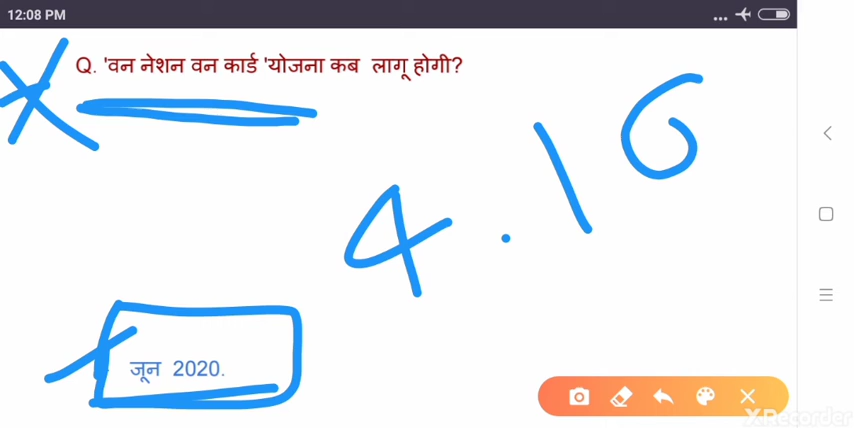 12:08 PM
Q. 'वन नेशन वन कार्ड 'योजना कब लागू होगी?
4.16
जून 2020.
XRecorder